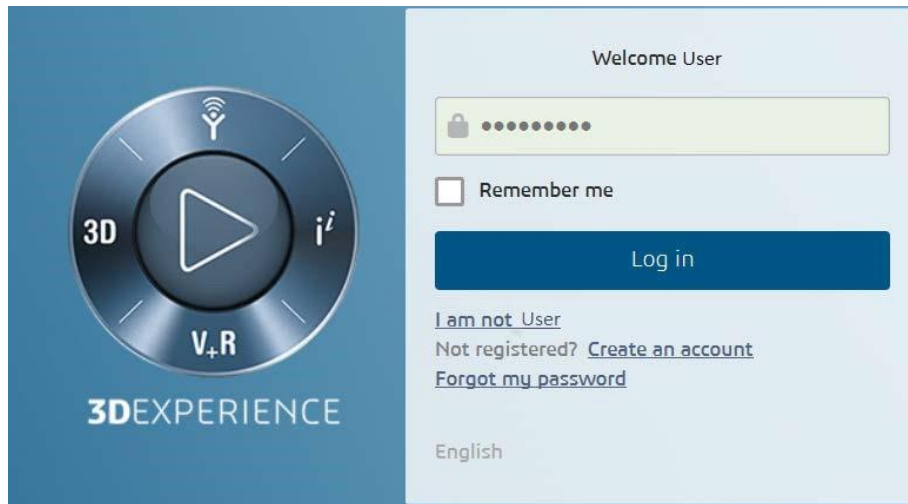 Welcome User
•••••••••
Remember me
Log in
I am not User
Not registered? Create an account
Forgot my password
English
3D
iⁱ
V+R
3DEXPERIENCE